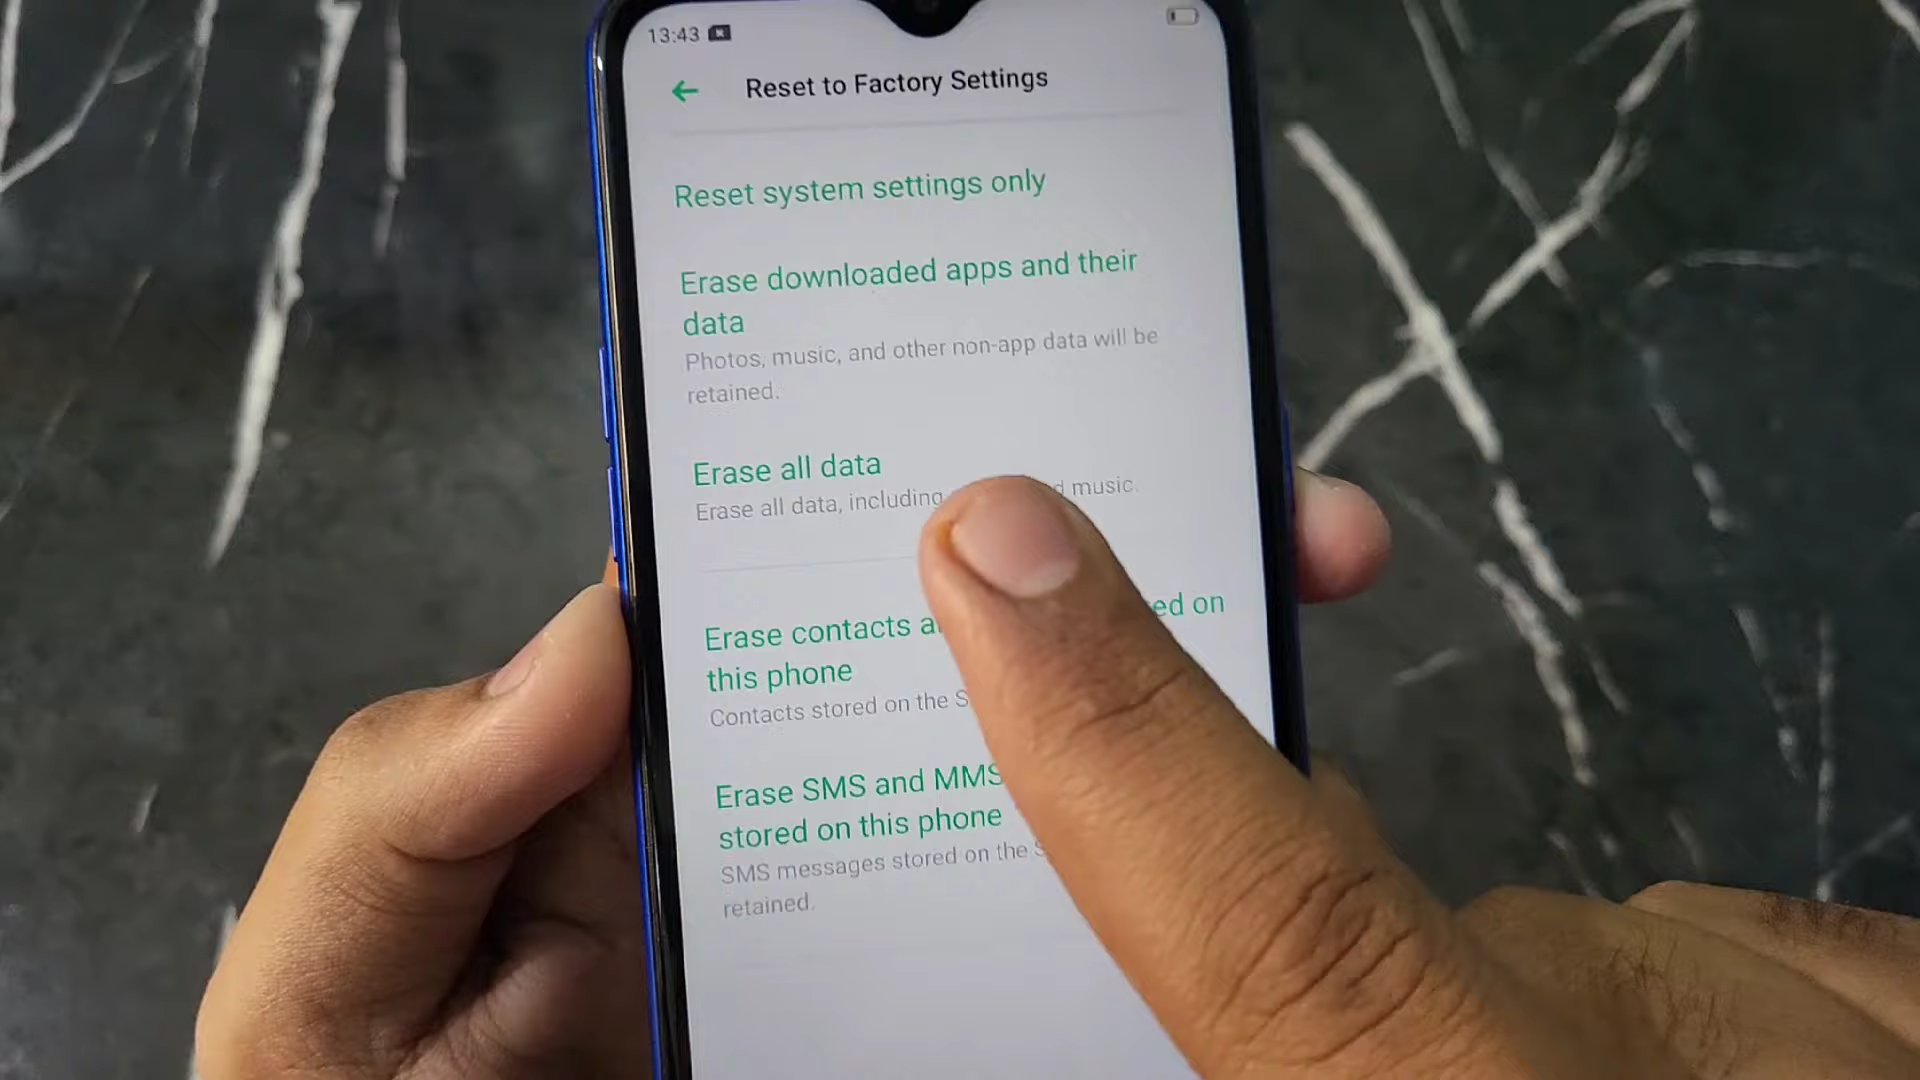 13:43
Reset to Factory Settings
Reset system settings only
Erase downloaded apps and their
data
Photos, music, and other non-app data will be
retained.
Erase all data
Erase all data, including music.
Erase contacts on
this phone
Contacts stored on the
Erase SMS and MMS
stored on this phone
SMS messages stored on the
retained.